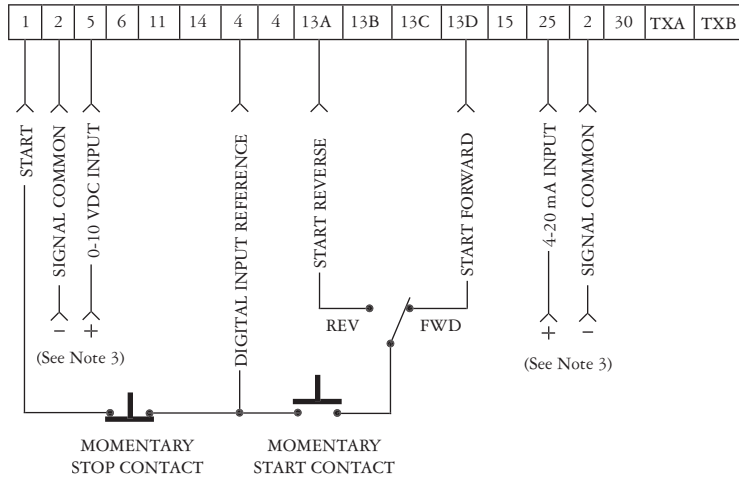 1 2 5 6 11 14 4 4 13A 13B 13C 13D 15 25 2 30 TXA TXB
START
SIGNAL COMMON
0-10 VDC INPUT
DIGITAL INPUT REFERENCE
START REVERSE
START FORWARD
4-20 mA INPUT
SIGNAL COMMON
REV FWD
- +
+ -
(See Note 3)
(See Note 3)
MOMENTARY
STOP CONTACT
MOMENTARY
START CONTACT